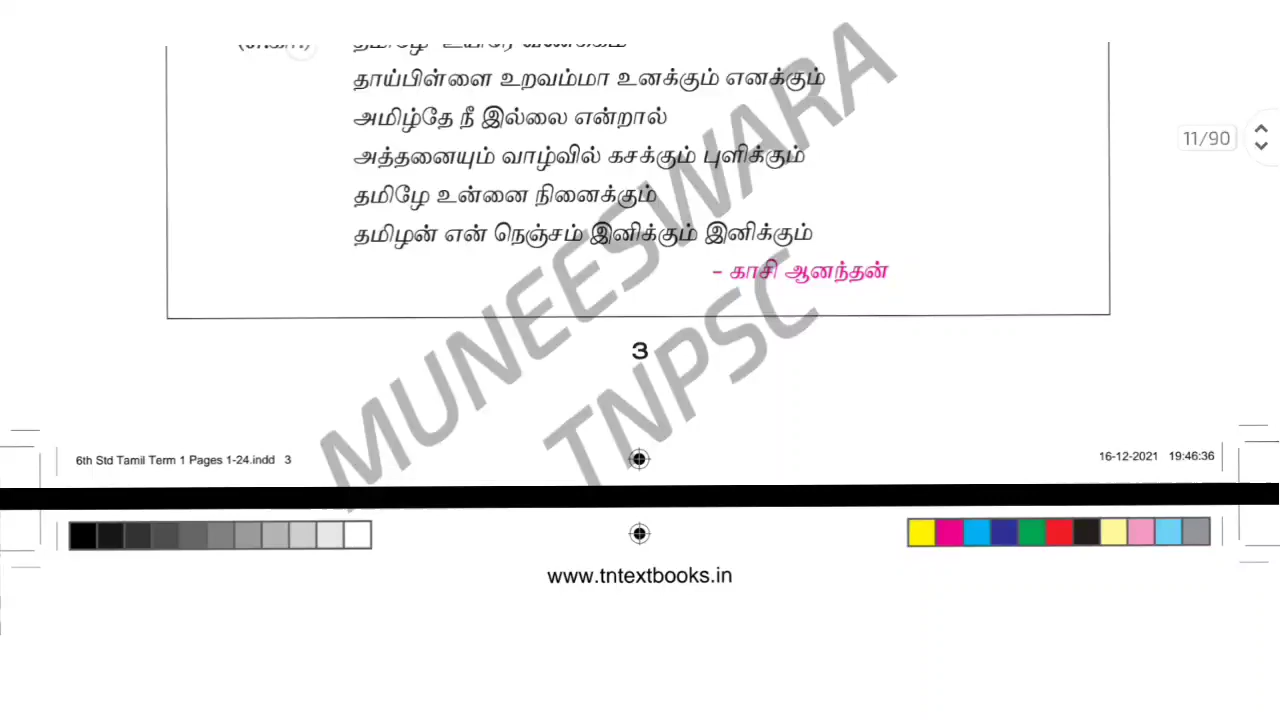 தாய்பிள்ளை உறவம்மா உனக்கும் எனக்கும்
அமிழ்தே நீ இல்லை என்றால்
அத்தனையும் வாழ்வில் கசக்கும் புளிக்கும்
தமிழே உன்னை நினைக்கும்
தமிழன் என் நெஞ்சம் இனிக்கும் இனிக்கும்
- காசி ஆனந்தன்
11/90
MUNEESWARA
TNPSC
3
6th Std Tamil Term 1 Pages 1-24.indd 3
16-12-2021 19:46:36
www.tntextbooks.in